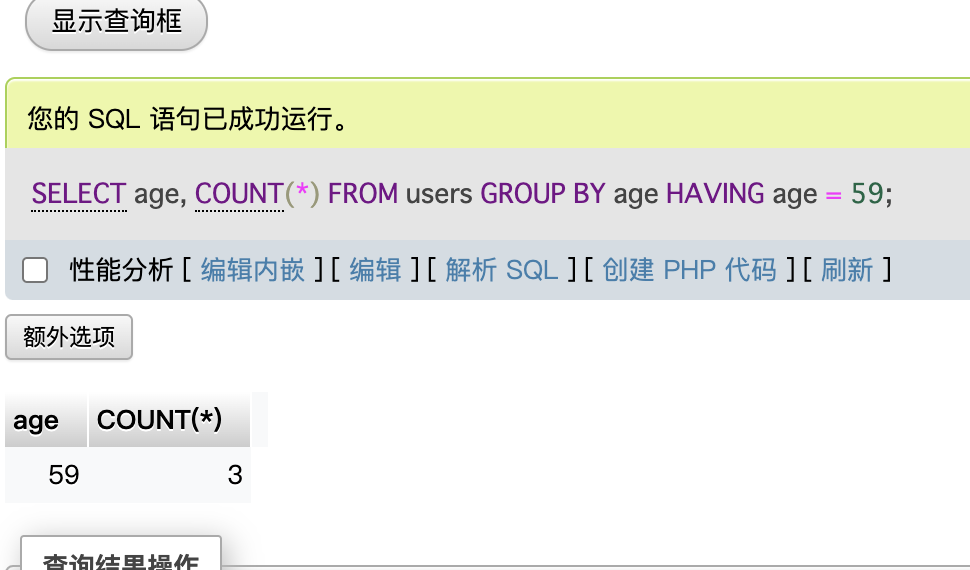 显示查询框
您的 SQL 语句已成功运行。
SELECT age, COUNT(*) FROM users GROUP BY age HAVING age = 59;
性能分析 [ 编辑内嵌 ] [ 编辑 ] [ 解析 SQL ] [ 创建 PHP 代码 ] [ 刷新 ]
额外选项
age COUNT(*)
59 3
查询结果操作